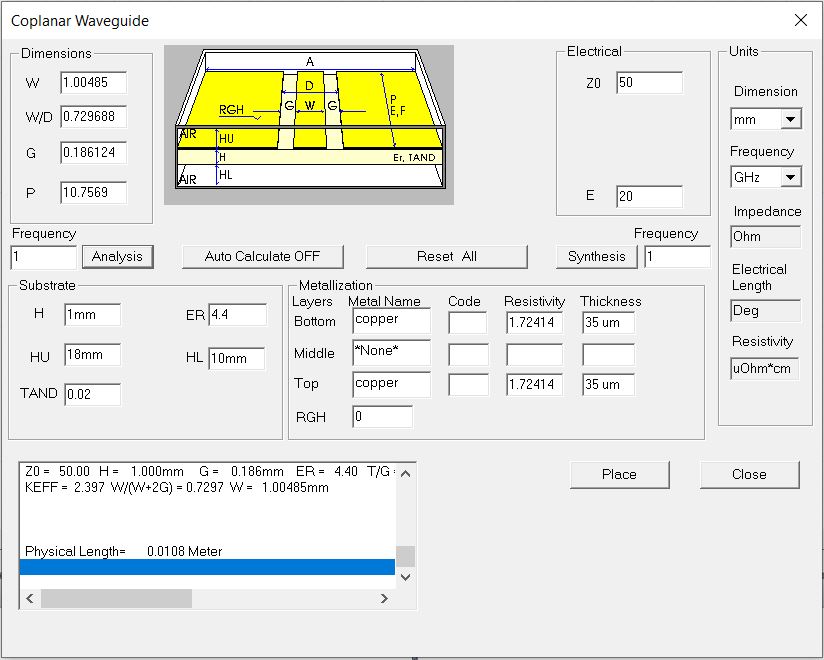 Coplanar Waveguide
Dimensions
W 1.00485
W/D 0.729688
G 0.186124
P 10.7569
A
D
G W G
P
E,F
RGH
AIR HU
H Er, TAND
AIR HL
Electrical
Z0 50
E 20
Units
Dimension
mm
Frequency
GHz
Impedance
Ohm
Electrical
Length
Deg
Resistivity
uOhm*cm
Frequency
1 Analysis Auto Calculate OFF Reset All Synthesis
Frequency
1
Substrate
H 1mm ER 4.4
HU 18mm HL 10mm
TAND 0.02
Metallization
Layers Metal Name Code Resistivity Thickness
Bottom copper 1.72414 35 um
Middle *None*
Top copper 1.72414 35 um
RGH 0
Z0 = 50.00 H = 1.000mm G = 0.186mm ER = 4.40 T/G
KEFF = 2.397 W/(W+2G) = 0.7297 W = 1.00485mm
Physical Length= 0.0108 Meter
Place Close